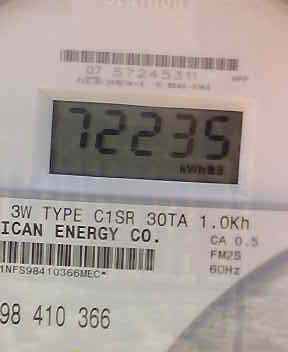 07 57245311
72235
kWh
3W TYPE C1SR 30TA 1.0Kh
ICAN ENERGY CO.
CA 0.5
FM2S
60Hz
1NFS98410366MEC*
98 410 366